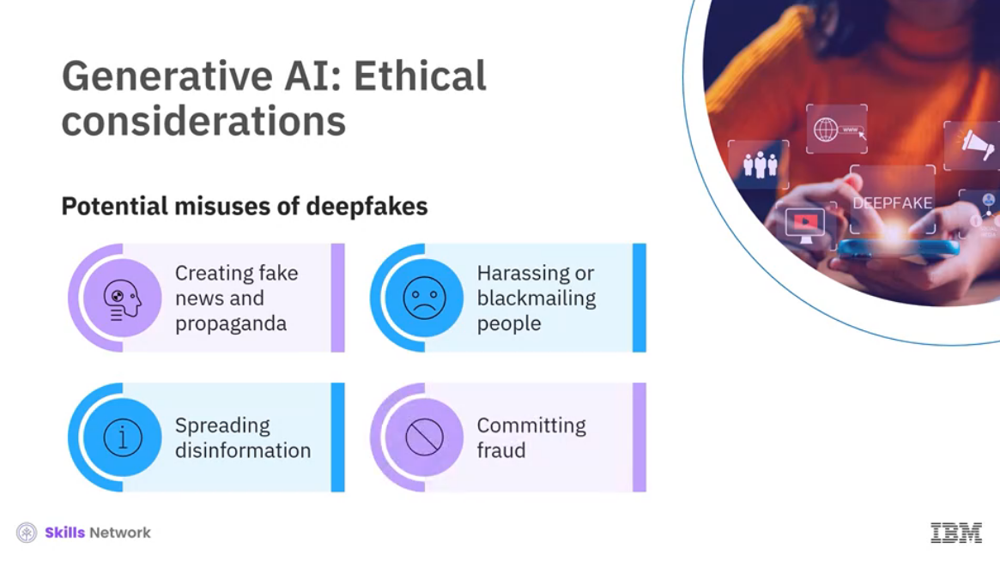 Generative AI: Ethical
considerations
Potential misuses of deepfakes
Creating fake
news and
propaganda
Harassing or
blackmailing
people
Spreading
disinformation
Committing
fraud
www
DEEPFAKE
Skills Network
IBM